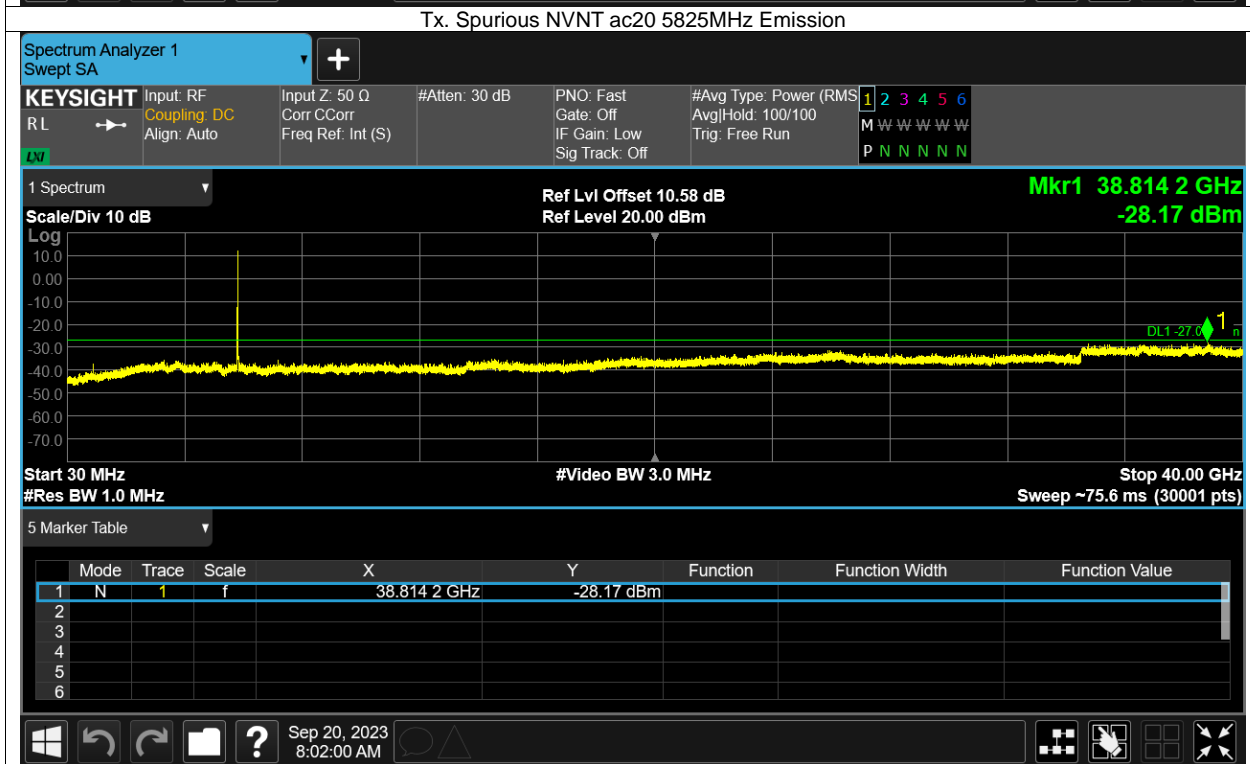 Tx. Spurious NVNT ac20 5825MHz Emission
Spectrum Analyzer 1
Swept SA
+
KEYSIGHT
RL
LXI
Input: RF
Coupling: DC
Align: Auto
Input Z: 50 Ω
Corr CCorr
Freq Ref: Int (S)
#Atten: 30 dB
PNO: Fast
Gate: Off
IF Gain: Low
Sig Track: Off
#Avg Type: Power (RMS
Avg|Hold: 100/100
Trig: Free Run
1 2 3 4 5 6
M W W W W W
P N N N N N
1 Spectrum
Scale/Div 10 dB
Ref Lvl Offset 10.58 dB
Ref Level 20.00 dBm
Mkr1 38.814 2 GHz
-28.17 dBm
Log
10.0
0.00
-10.0
-20.0
-30.0
-40.0
-50.0
-60.0
-70.0
DL1 -27.0
1
Start 30 MHz
#Video BW 3.0 MHz
Stop 40.00 GHz
#Res BW 1.0 MHz
Sweep ~75.6 ms (30001 pts)
5 Marker Table
Mode Trace Scale X Y Function Function Width Function Value
1 N 1 f 38.814 2 GHz -28.17 dBm
2
3
4
5
6
?
Sep 20, 2023
8:02:00 AM